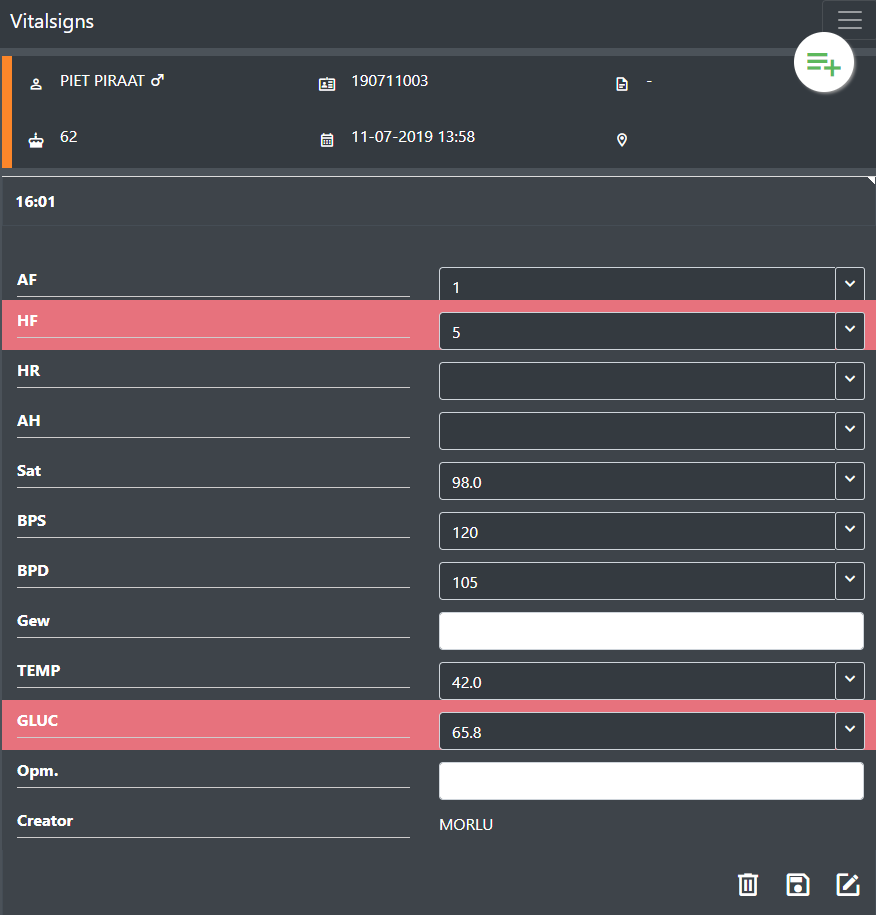 Vitalsigns
PIET PIRAAT ♂ 190711003 -
62 11-07-2019 13:58
16:01
AF 1
HF 5
HR
AH
Sat 98.0
BPS 120
BPD 105
Gew
TEMP 42.0
GLUC 65.8
Opm.
Creator MORLU